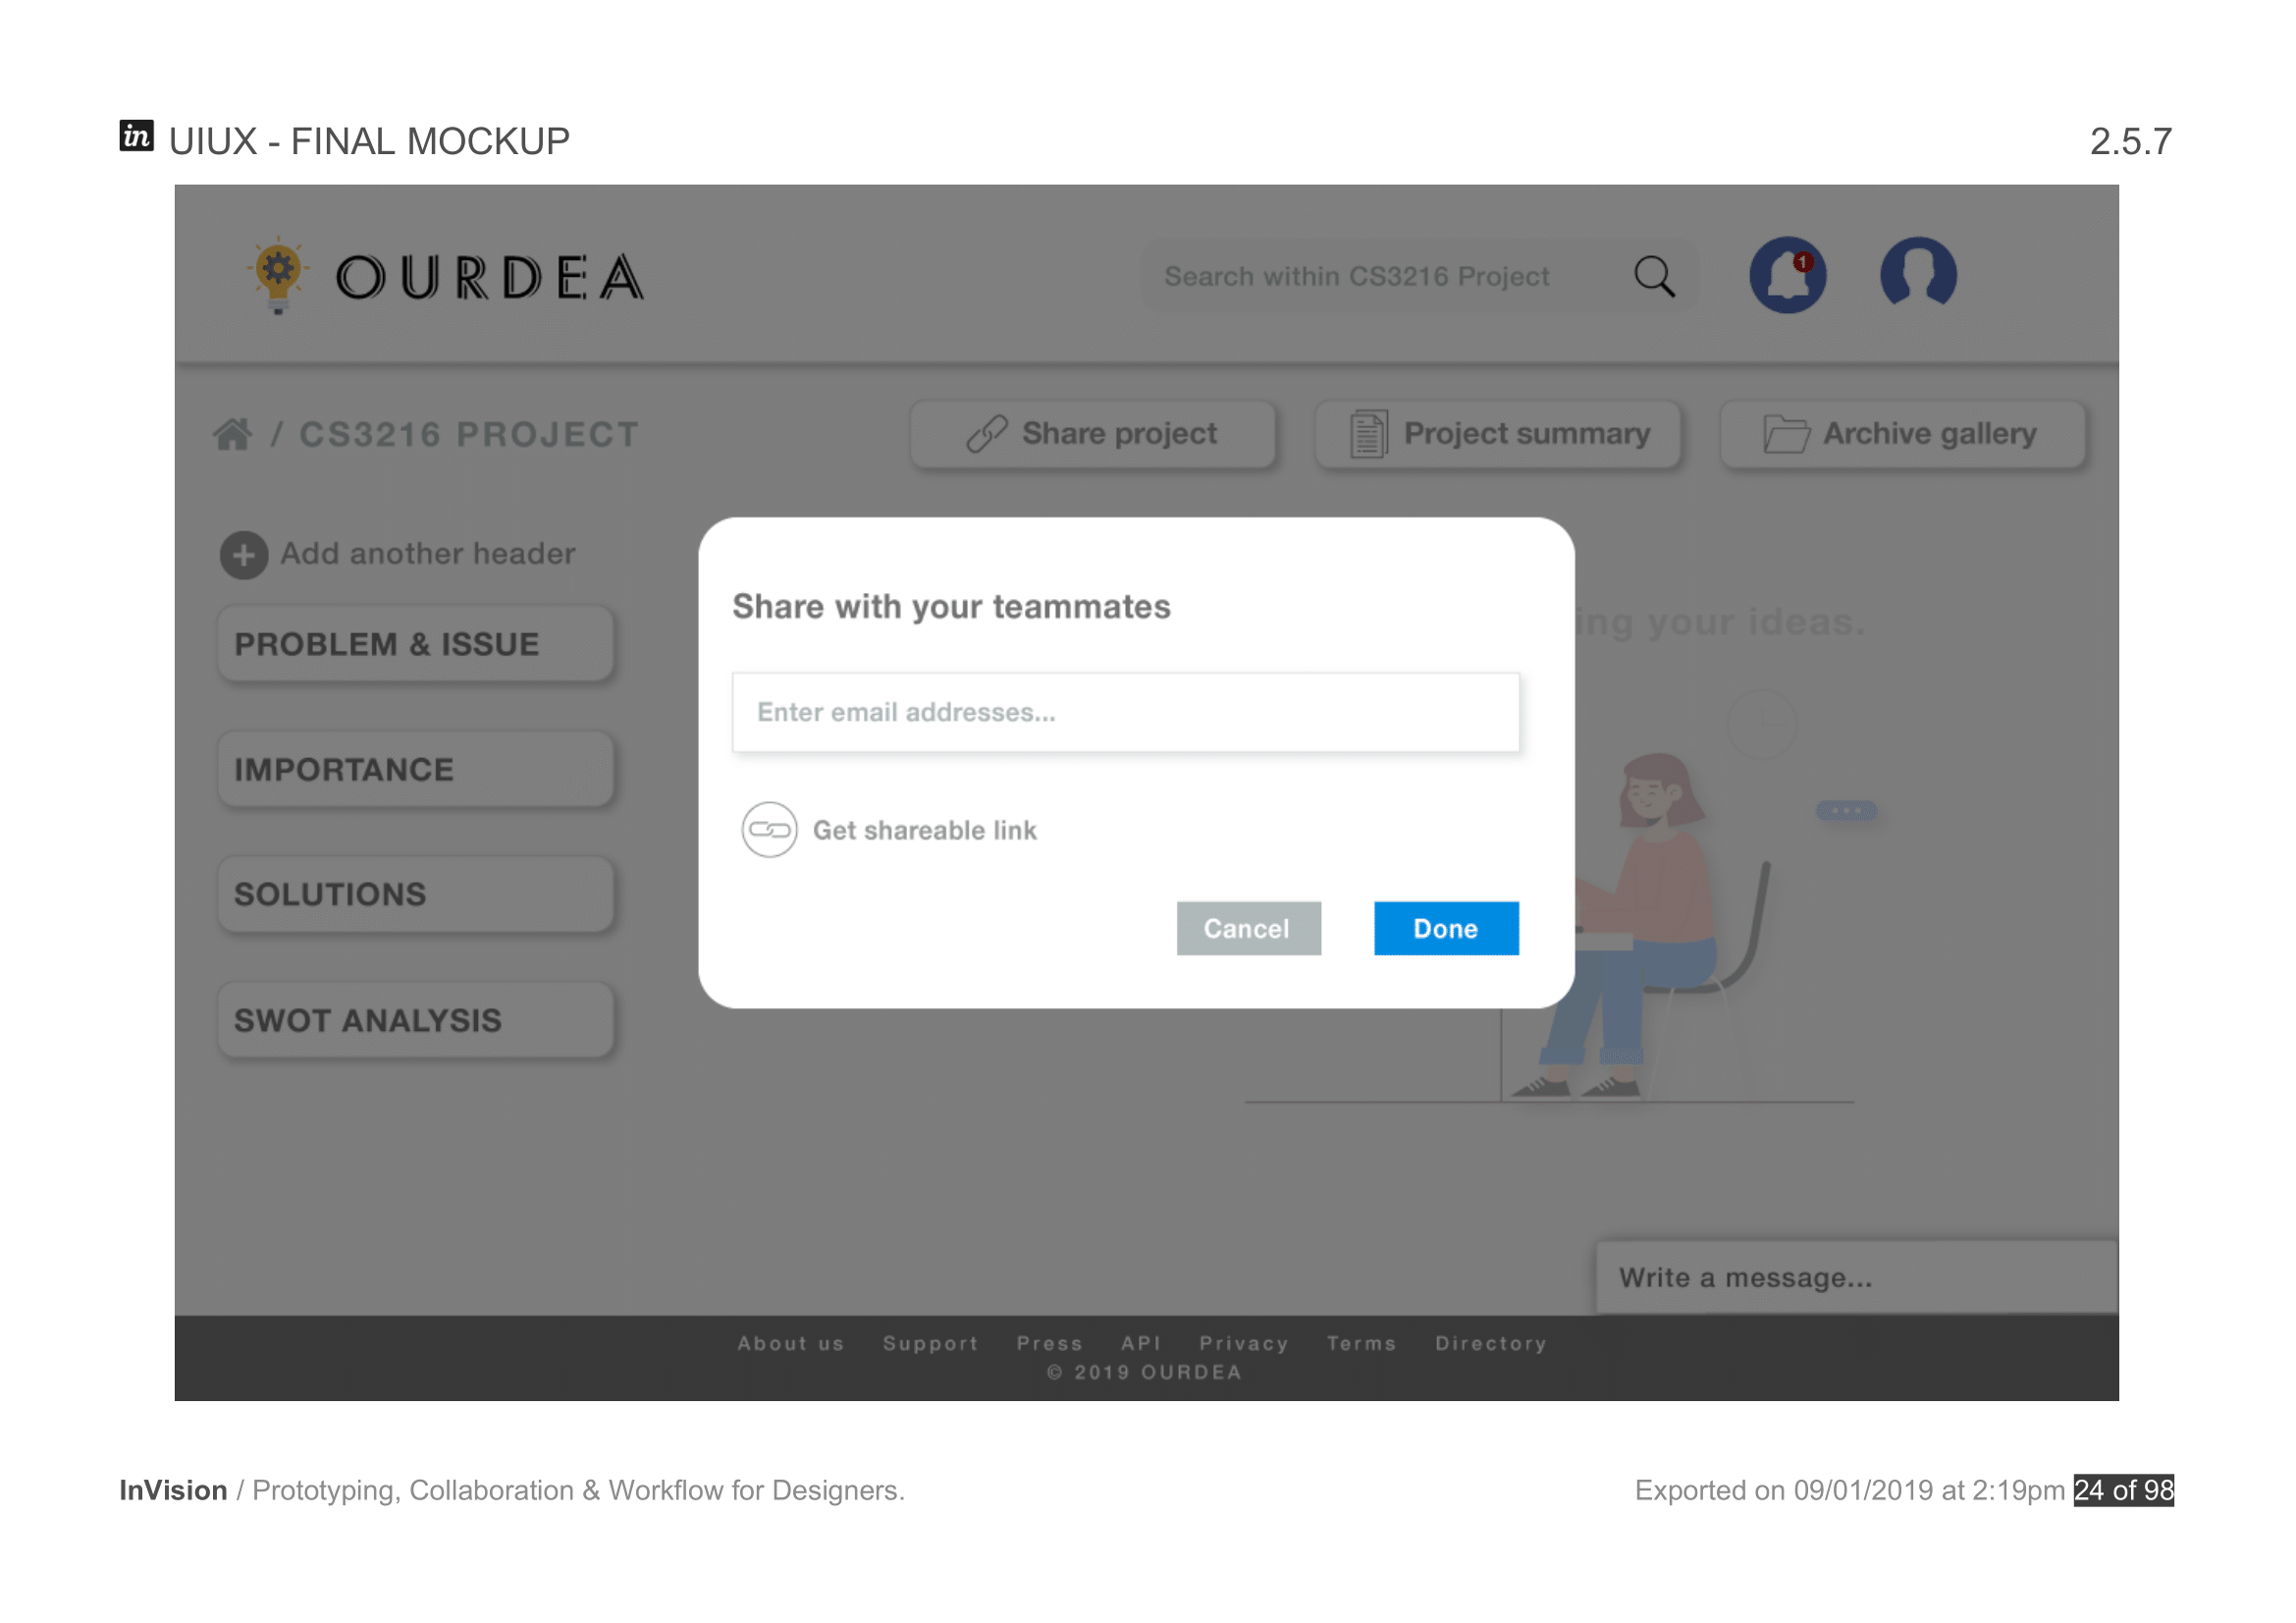 in UIUX - FINAL MOCKUP 2.5.7
OURDEA Search within CS3216 Project 1
/ CS3216 PROJECT Share project Project summary Archive gallery
Add another header
PROBLEM & ISSUE
IMPORTANCE
SOLUTIONS
SWOT ANALYSIS
Share with your teammates
Enter email addresses...
Get shareable link
Cancel Done
ing your ideas.
Write a message...
About us Support Press API Privacy Terms Directory
© 2019 OURDEA
InVision / Prototyping, Collaboration & Workflow for Designers. Exported on 09/01/2019 at 2:19pm 24 of 98